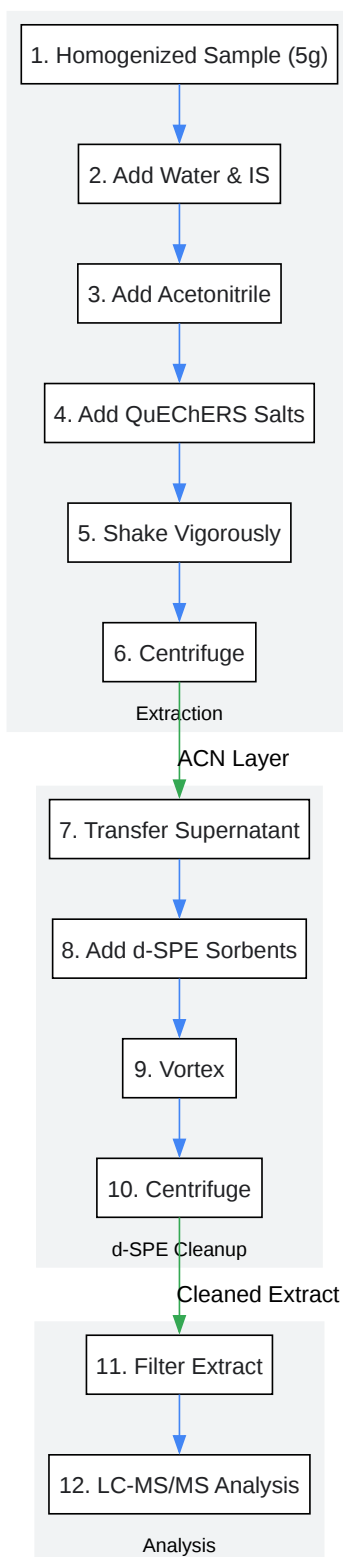 1. Homogenized Sample (5g)
2. Add Water & IS
3. Add Acetonitrile
4. Add QuEChERS Salts
5. Shake Vigorously
6. Centrifuge
Extraction
ACN Layer
7. Transfer Supernatant
8. Add d-SPE Sorbents
9. Vortex
10. Centrifuge
d-SPE Cleanup
Cleaned Extract
11. Filter Extract
12. LC-MS/MS Analysis
Analysis